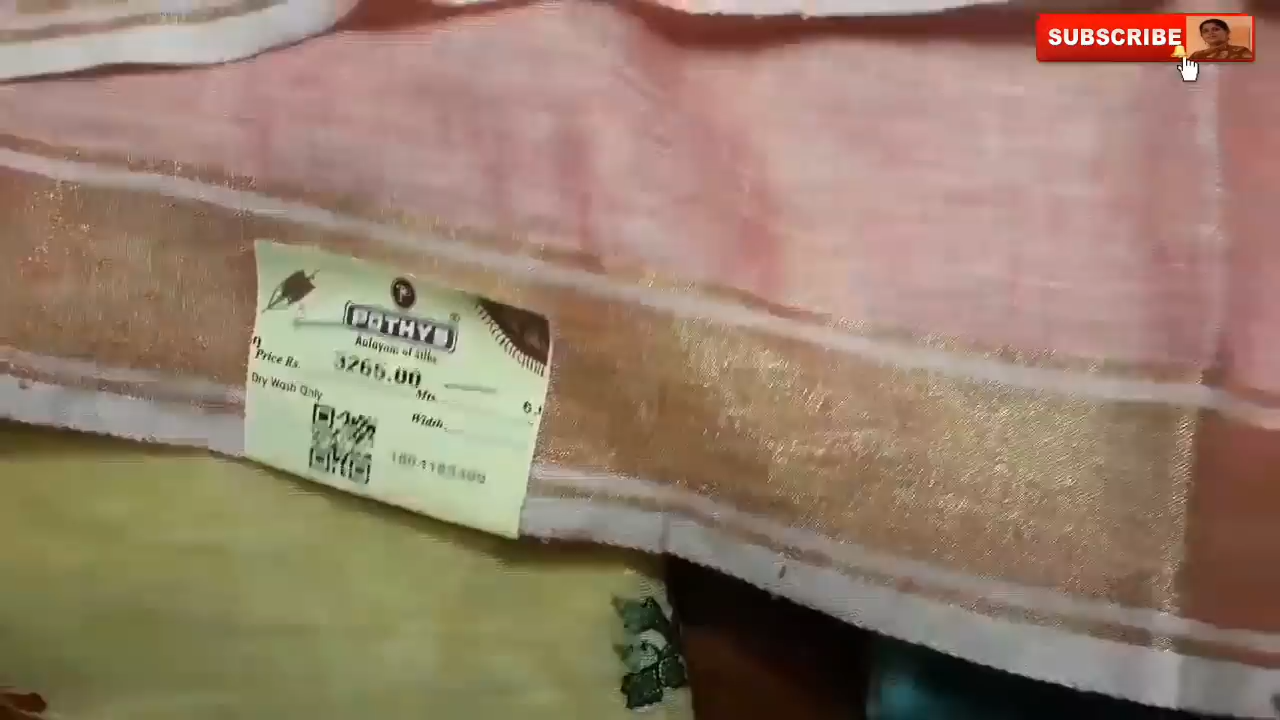 SUBSCRIBE
P
POTHYS ®
Aalayam of silks
Price Rs. 3265.00
Mts.
Dry Wash Only
Width